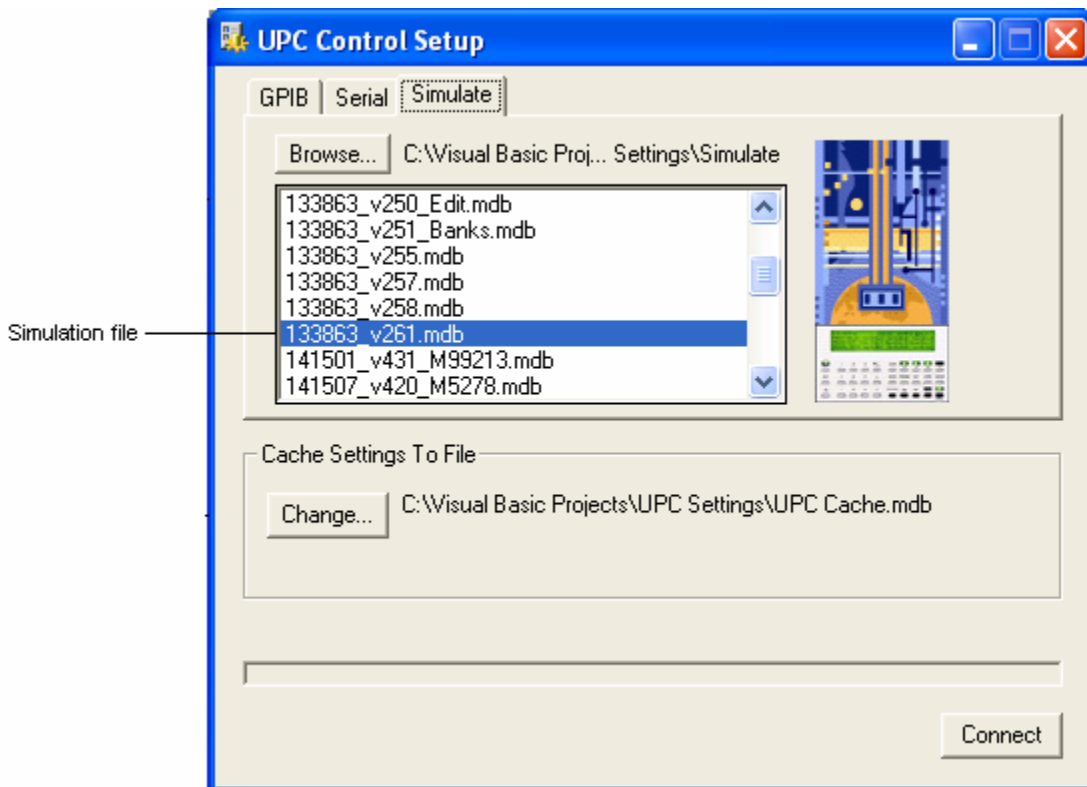 UPC Control Setup
GPIB Serial Simulate
Browse... C:\Visual Basic Proj... Settings\Simulate
133863_v250_Edit.mdb
133863_v251_Banks.mdb
133863_v255.mdb
133863_v257.mdb
133863_v258.mdb
Simulation file
133863_v261.mdb
141501_v431_M99213.mdb
141507_v420_M5278.mdb
Cache Settings To File
Change... C:\Visual Basic Projects\UPC Settings\UPC Cache.mdb
Connect